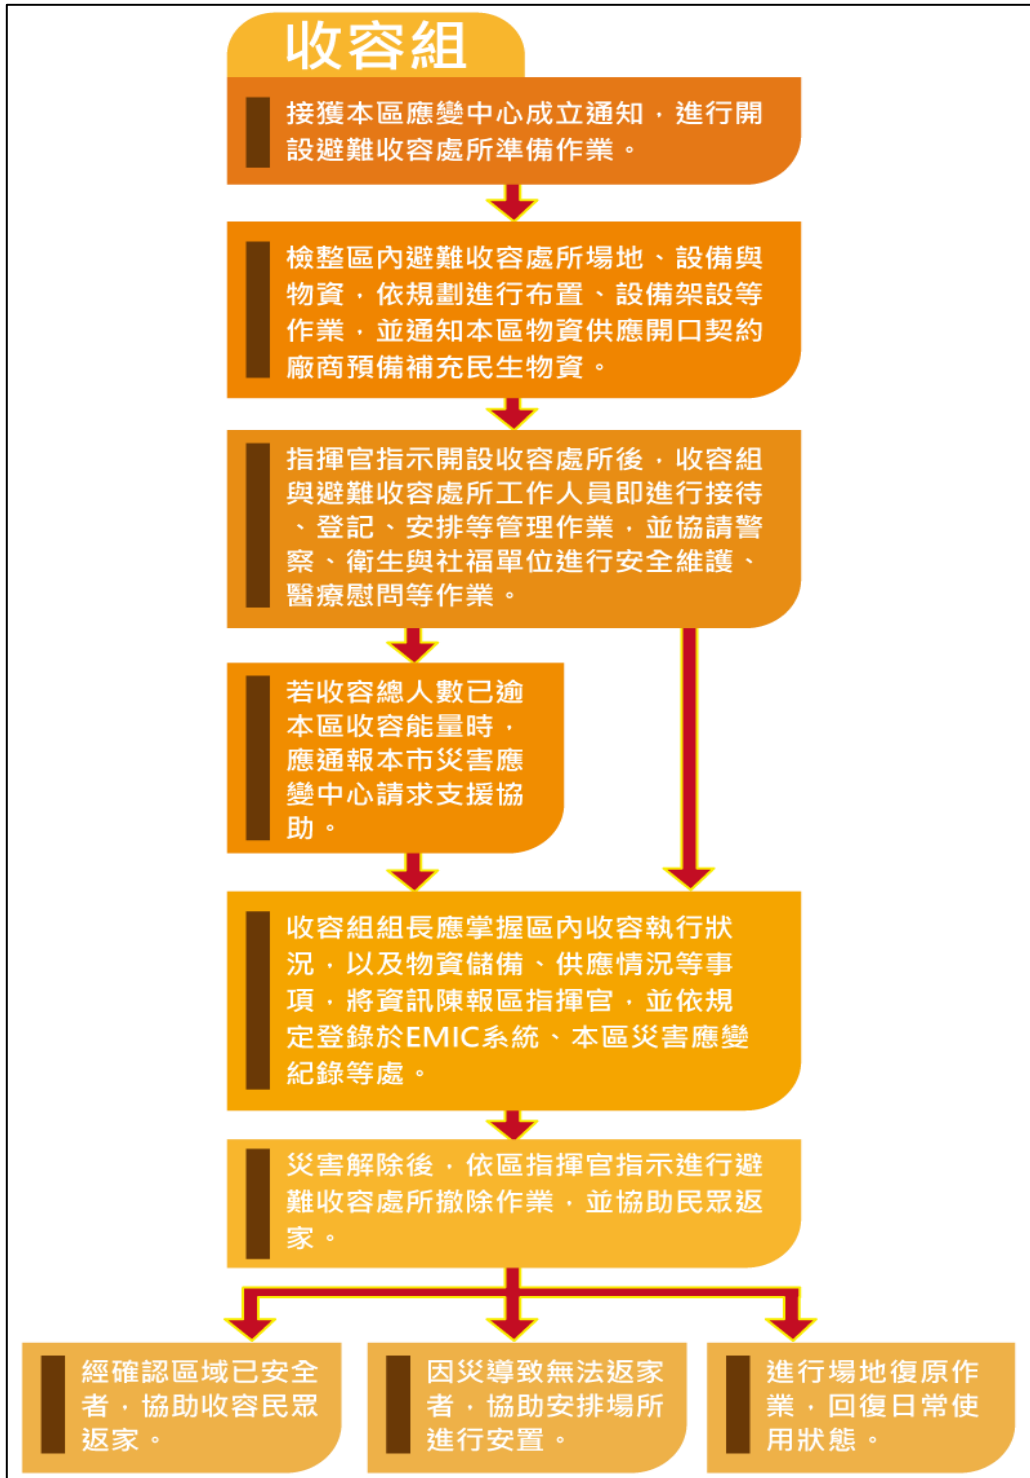 收容組
接獲本區應變中心成立通知，進行開
設避難收容處所準備作業。
檢整區內避難收容處所場地、設備與
物資，依規劃進行布置、設備架設等
作業，並通知本區物資供應開口契約
廠商預備補充民生物資。
指揮官指示開設收容處所後，收容組
與避難收容處所工作人員即進行接待
、登記、安排等管理作業，並協請警
察、衛生與社福單位進行安全維護、
醫療慰問等作業。
若收容總人數已逾
本區收容能量時，
應通報本市災害應
變中心請求支援協
助。
收容組組長應掌握區內收容執行狀
況，以及物資儲備、供應情況等事
項，將資訊陳報區指揮官，並依規
定登錄於EMIC系統、本區災害應變
紀錄等處。
災害解除後，依區指揮官指示進行避
難收容處所撤除作業，並協助民眾返
家。
經確認區域已安全
者，協助收容民眾
返家。
因災導致無法返家
者，協助安排場所
進行安置。
進行場地復原作
業，回復日常使
用狀態。